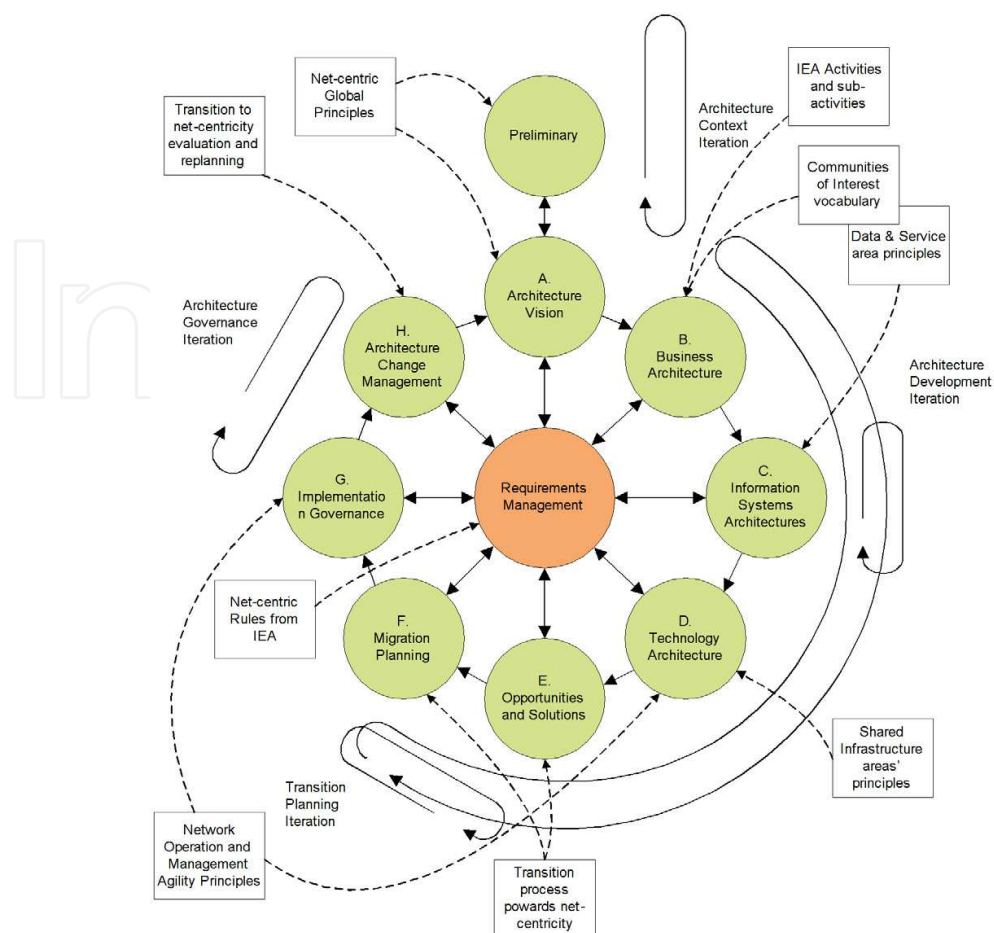 In
Net-centric
Global
Principles
Transition to
net-centricity
evaluation and
replanning
Preliminary
Architecture
Context
Iteration
IEA Activities
and sub-
activities
Communities
of Interest
vocabulary
Data & Service
area principles
Architecture
Governance
Iteration
A.
Architecture
Vision
H.
Architecture
Change
Management
B.
Business
Architecture
Architecture
Development
Iteration
G.
Implementatio
n Governance
Requirements
Management
C.
Information
Systems
Architectures
Net-centric
Rules from
IEA
F.
Migration
Planning
D.
Technology
Architecture
E.
Opportunities
and Solutions
Shared
Infrastructure
areas'
principles
Transition
Planning
Iteration
Network
Operation and
Management
Agility Principles
Transition
process
powards net-
centricity